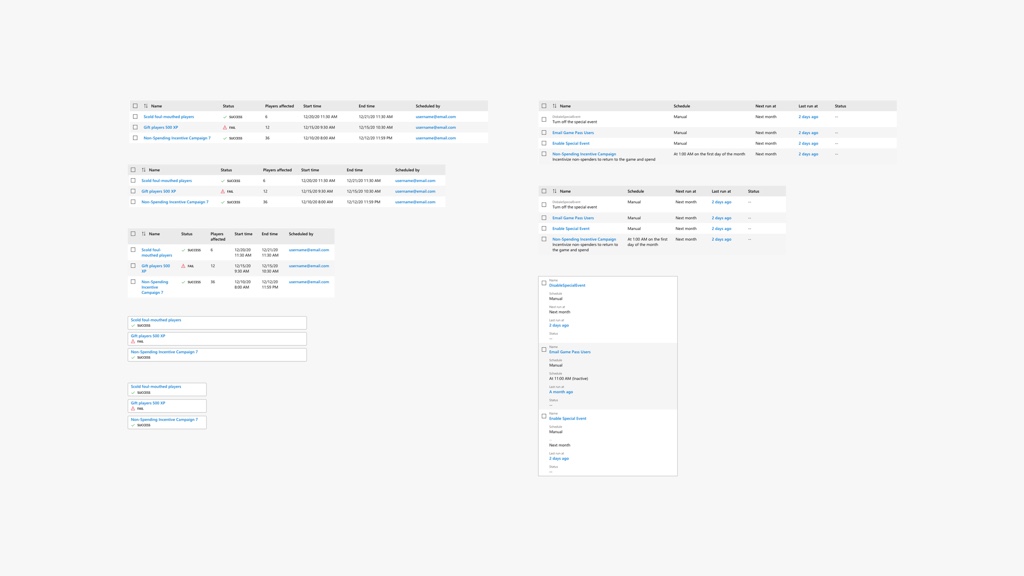 Name Status Players affected Start time End time Scheduled by
Scold foul-mouthed players SUCCESS 6 12/20/20 11:30 AM 12/21/20 11:30 AM username@email.com
Gift players 500 XP FAIL 12 12/15/20 9:30 AM 12/15/20 10:30 AM username@email.com
Non-Spending Incentive Campaign 7 SUCCESS 36 12/10/20 8:00 AM 12/12/20 11:59 PM username@email.com
Name Status Players affected Start time End time Scheduled by
Scold foul-mouthed players SUCCESS 6 12/20/20 11:30 AM 12/21/20 11:30 AM username@email.com
Gift players 500 XP FAIL 12 12/15/20 9:30 AM 12/15/20 10:30 AM username@email.com
Non-Spending Incentive Campaign 7 SUCCESS 36 12/10/20 8:00 AM 12/12/20 11:59 PM username@email.com
Name Status Players Start time End time Scheduled by
affected
Scold foul- SUCCESS 6 12/20/20 12/21/20 username@email.com
mouthed players 11:30 AM 11:30 AM
Gift players 500 FAIL 12 12/15/20 12/15/20 username@email.com
XP 9:30 AM 10:30 AM
Non-Spending SUCCESS 36 12/10/20 12/12/20 username@email.com
Incentive 8:00 AM 11:59 PM
Campaign 7
Scold foul-mouthed players
SUCCESS
Gift players 500 XP
FAIL
Non-Spending Incentive Campaign 7
SUCCESS
Scold foul-mouthed players
SUCCESS
Gift players 500 XP
FAIL
Non-Spending Incentive Campaign 7
SUCCESS
Name Schedule Next run at Last run at Status
DisableSpecialEvent Manual Next month 2 days ago --
Turn off the special event
Email Game Pass Users Manual Next month 2 days ago --
Enable Special Event Manual Next month 2 days ago --
Non-Spending Incentive Campaign At 1:00 AM on the first day of the month Next month 2 days ago --
Incentivize non-spenders to return to the game and spend
Name Schedule Next run at Last run at Status
DisableSpecialEvent Manual Next month 2 days ago --
Turn off the special event
Email Game Pass Users Manual Next month 2 days ago --
Enable Special Event Manual Next month 2 days ago --
Non-Spending Incentive Campaign At 1:00 AM on the first Next month 2 days ago --
Incentivize non-spenders to return to day of the month
the game and spend
Name
DisableSpecialEvent
Schedule
Manual
Next run at
Next month
Last run at
2 days ago
Status
--
Name
Email Game Pass Users
Schedule
Manual
Schedule
At 11:00 AM (Inactive)
Last run at
A month ago
Status
--
Name
Enable Special Event
Schedule
Manual
Next month
Last run at
2 days ago
Status
--